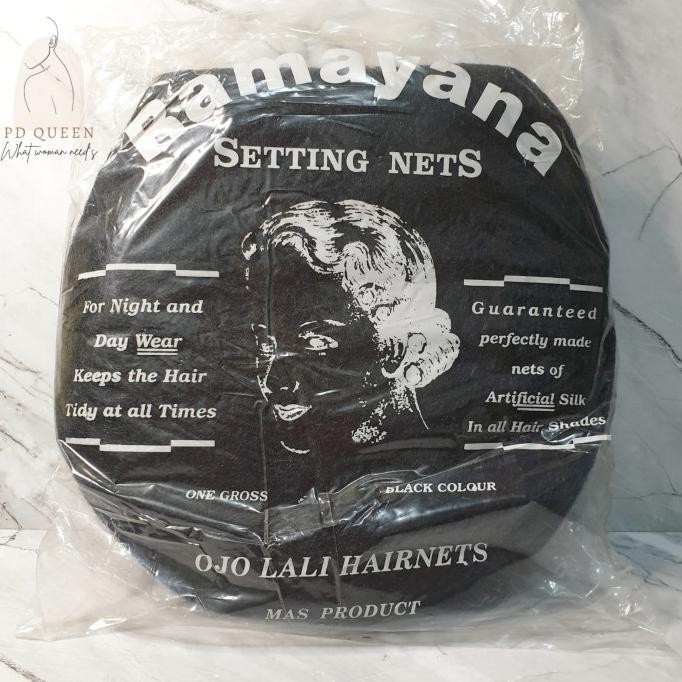 PD QUEEN
What woman needs
Ramayana
SETTING NETS
For Night and
Day Wear
Keeps the Hair
Tidy at all Times
Guaranteed
perfectly made
nets of
Artificial Silk
In all Hair Shades
ONE GROSS
BLACK COLOUR
OJO LALI HAIRNETS
MAS PRODUCT